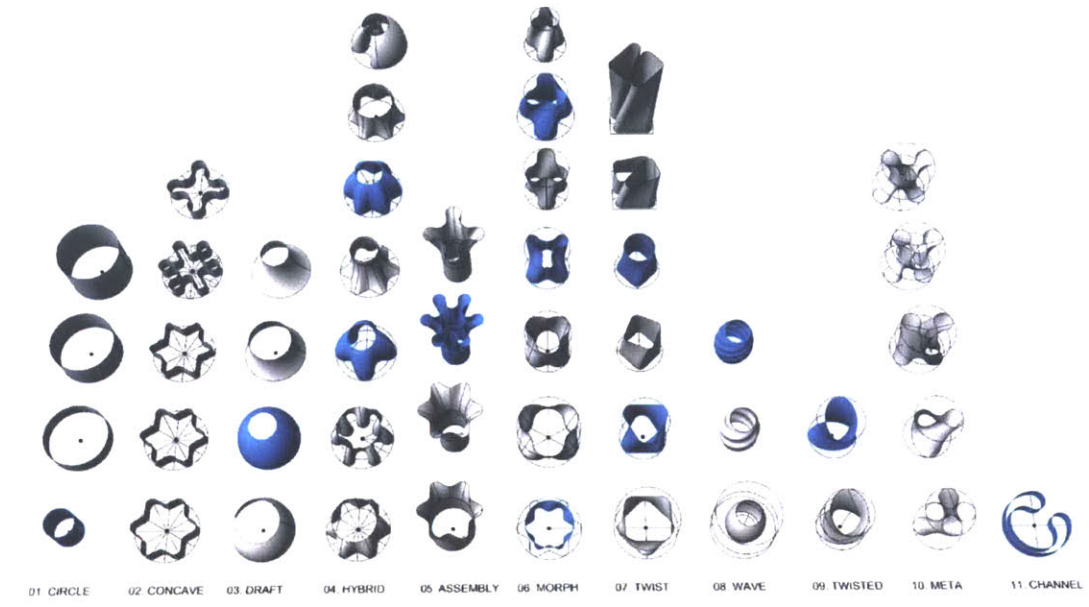 01 CIRCLE
02 CONCAVE
03. DRAFT
04. HYBRID
05 ASSEMBLY
06 MORPH
07 TWIST
08 WAVE
09. TWISTED
10. META
11. CHANNEL